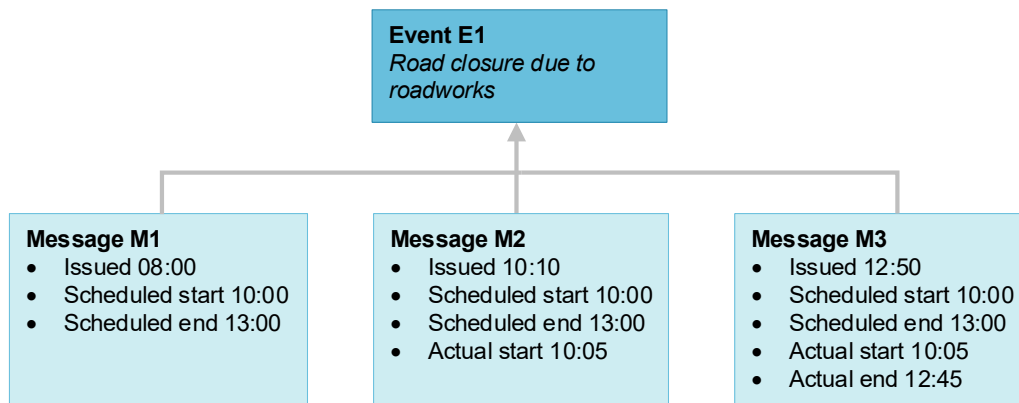 Event E1
Road closure due to
roadworks
Message M1
• Issued 08:00
• Scheduled start 10:00
• Scheduled end 13:00
Message M2
• Issued 10:10
• Scheduled start 10:00
• Scheduled end 13:00
• Actual start 10:05
Message M3
• Issued 12:50
• Scheduled start 10:00
• Scheduled end 13:00
• Actual start 10:05
• Actual end 12:45